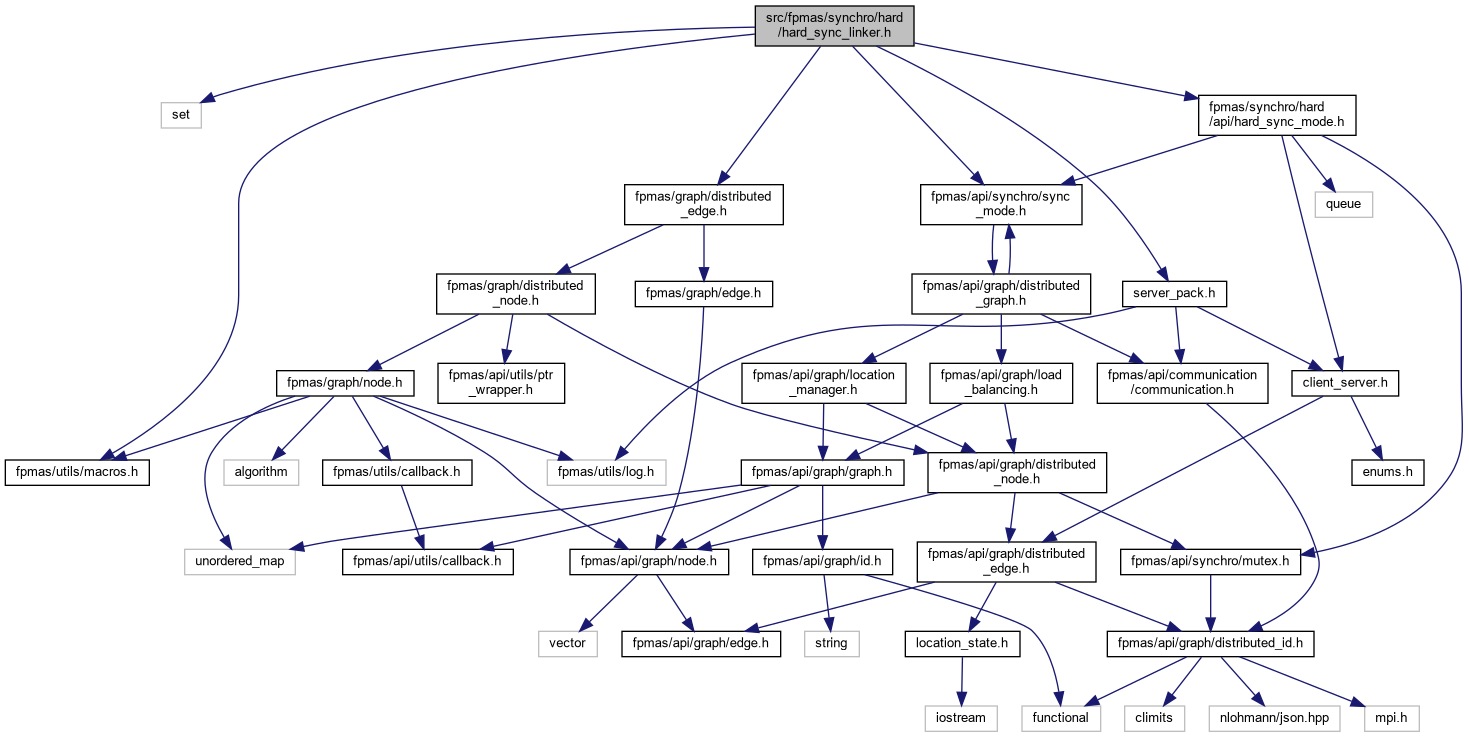 src/fpmas/synchro/hard
/hard_sync_linker.h
set
fpmas/synchro/hard
/api/hard_sync_mode.h
fpmas/graph/distributed
_edge.h
fpmas/api/synchro/sync
_mode.h
queue
fpmas/graph/distributed
_node.h
fpmas/graph/edge.h
fpmas/api/graph/distributed
_graph.h
server_pack.h
fpmas/graph/node.h
fpmas/api/utils/ptr
_wrapper.h
fpmas/api/graph/location
_manager.h
fpmas/api/graph/load
_balancing.h
fpmas/api/communication
/communication.h
client_server.h
fpmas/utils/macros.h
algorithm
fpmas/utils/callback.h
fpmas/utils/log.h
fpmas/api/graph/graph.h
fpmas/api/graph/distributed
_node.h
enums.h
unordered_map
fpmas/api/utils/callback.h
fpmas/api/graph/node.h
fpmas/api/graph/id.h
fpmas/api/graph/distributed
_edge.h
fpmas/api/synchro/mutex.h
vector
fpmas/api/graph/edge.h
string
location_state.h
fpmas/api/graph/distributed_id.h
iostream
functional
climits
nlohmann/json.hpp
mpi.h